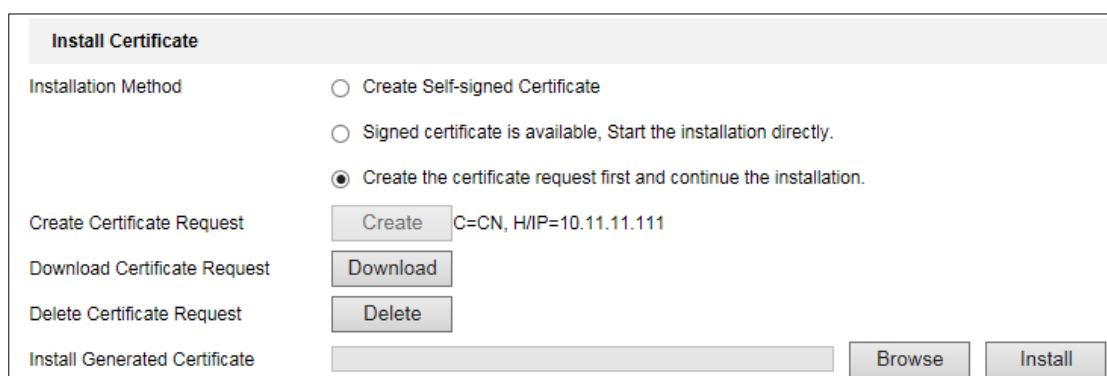 Install Certificate
Installation Method
Create Self-signed Certificate
Signed certificate is available, Start the installation directly.
Create the certificate request first and continue the installation.
Create Certificate Request Create C=CN, H/IP=10.11.11.111
Download Certificate Request Download
Delete Certificate Request Delete
Install Generated Certificate Browse Install